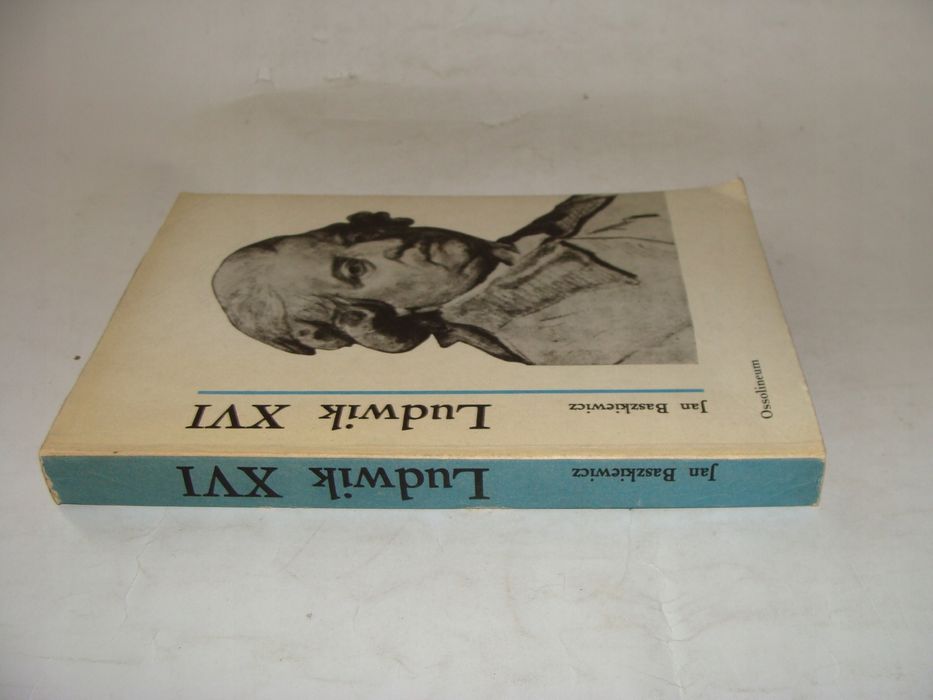 Jan Baszkiewicz
Ludwik XVI
Ossolineum
Jan Baszkiewicz
Ludwik XVI